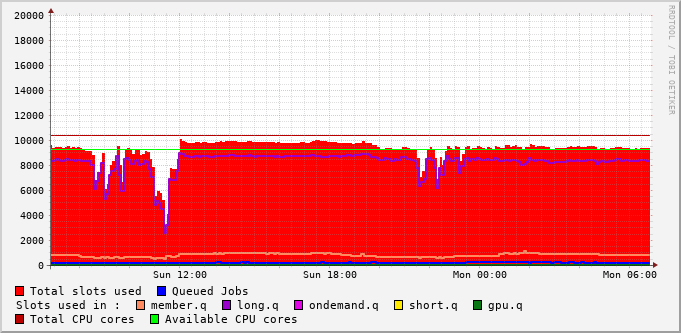 20000
18000
16000
14000
12000
10000
8000
6000
4000
2000
0
Sun 12:00 Sun 18:00 Mon 00:00 Mon 06:00
Total slots used Queued Jobs
Slots used in : member.q long.q ondemand.q short.q gpu.q
Total CPU cores Available CPU cores
RRDTOOL / TOBI OETIKER